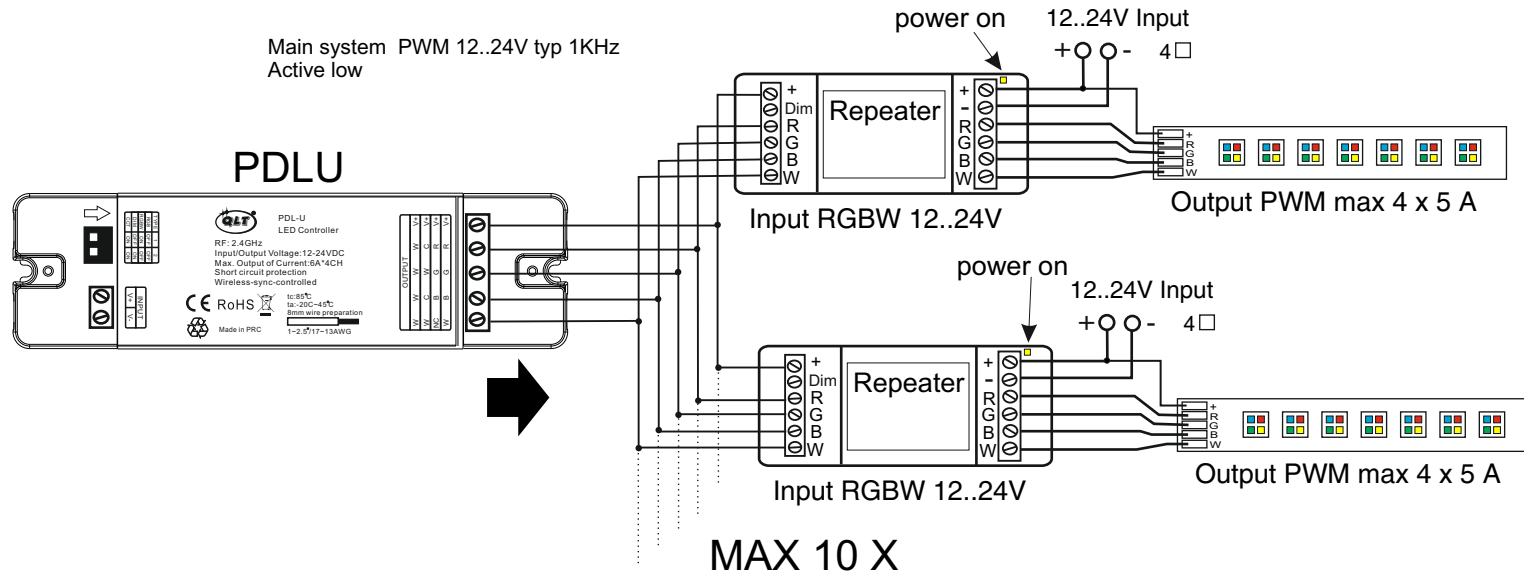 Main system PWM 12..24V typ 1KHz
Active low
PDLU
QLT
PDL-U
LED Controller
RF: 2.4GHz
Input/Output Voltage:12-24VDC
Max. Output of Current:6A*4CH
Short circuit protection
Wireless-sync-controlled
CE RoHS
tc:85℃
ta:-20C~45℃
8mm wire preparation
1~2.5²/17~13AWG
Made in PRC
INPUT
V+ V-
OUTPUT
W W C V+ V+
power on
12..24V Input
+ - 4□
+
Dim
R
G
B
W
Repeater
+
-
R
G
B
W
+
R
G
B
W
Input RGBW 12..24V
Output PWM max 4 x 5 A
power on
12..24V Input
+ - 4□
+
Dim
R
G
B
W
Repeater
+
-
R
G
B
W
+
R
G
B
W
Input RGBW 12..24V
Output PWM max 4 x 5 A
MAX 10 X